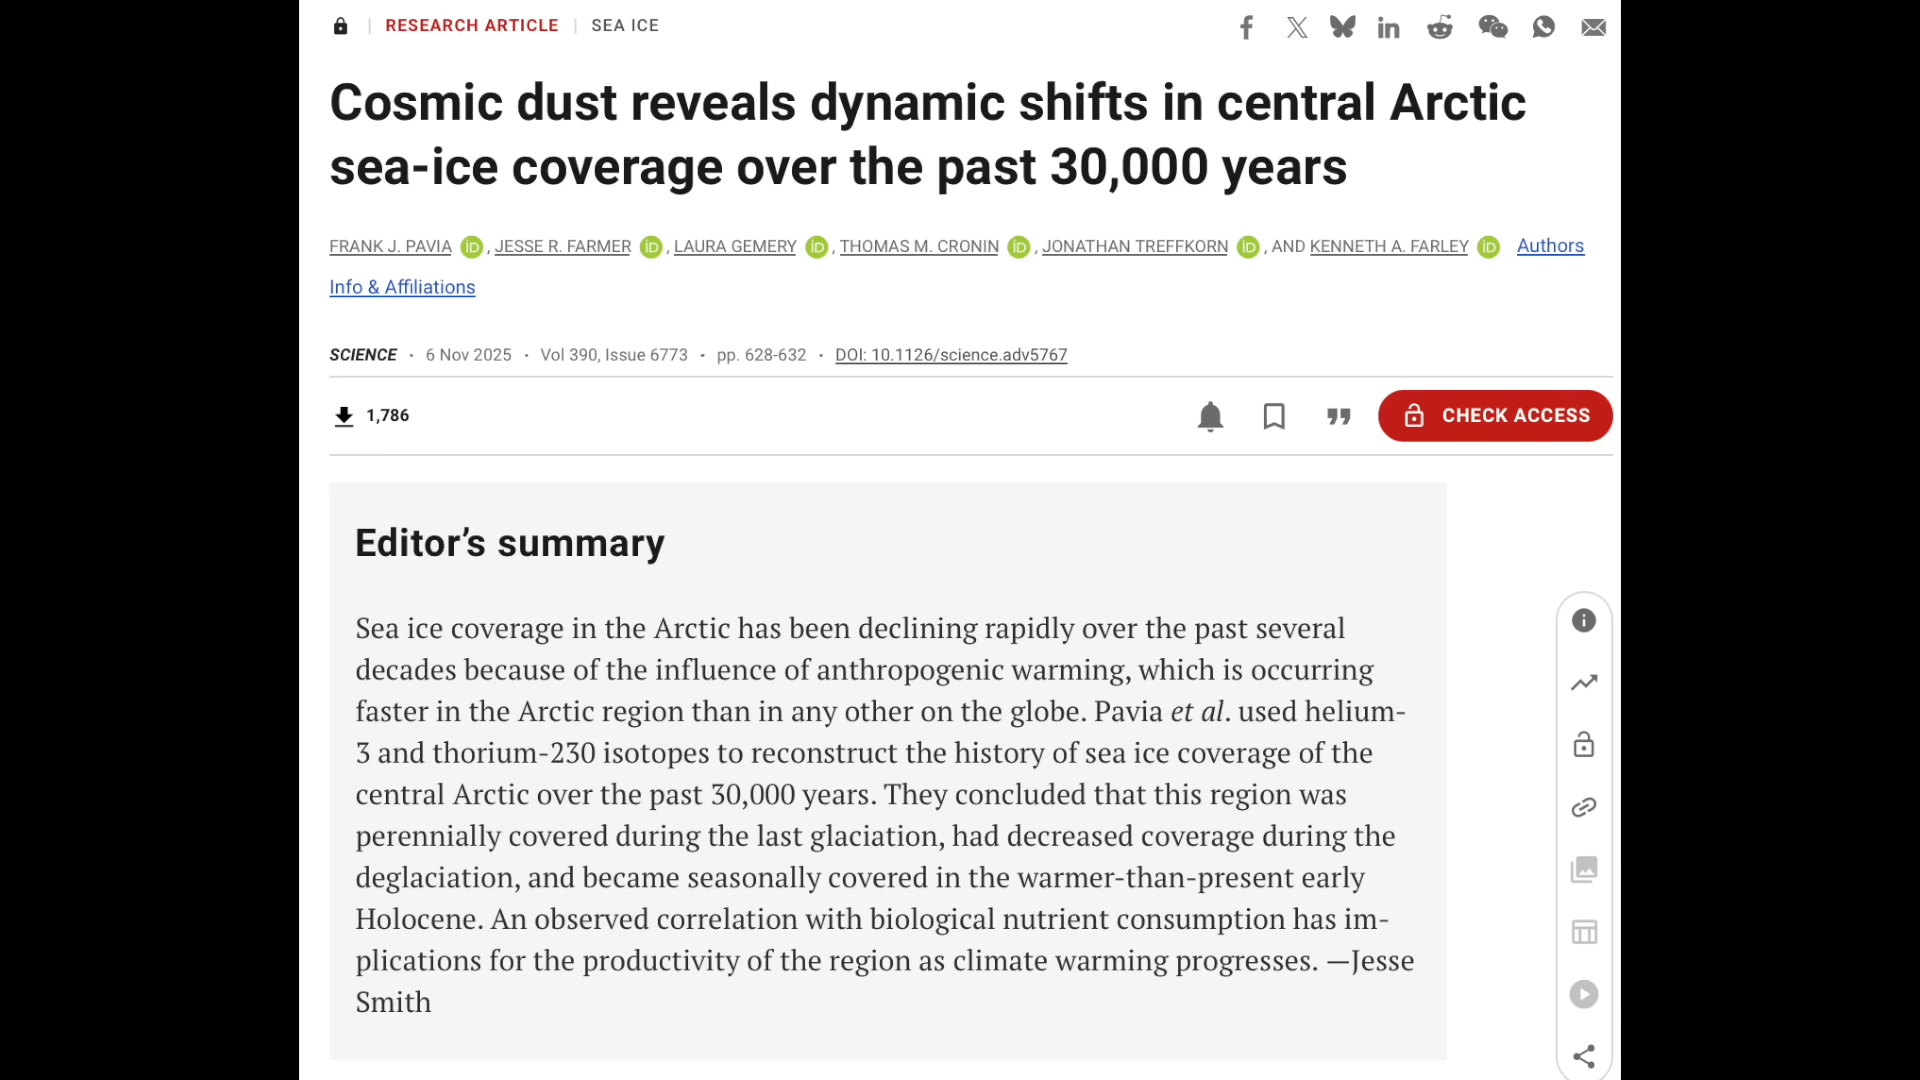 RESEARCH ARTICLE | SEA ICE
Cosmic dust reveals dynamic shifts in central Arctic
sea-ice coverage over the past 30,000 years
FRANK J. PAVIA iD, JESSE R. FARMER iD, LAURA GEMERY iD, THOMAS M. CRONIN iD, JONATHAN TREFFKORN iD, AND KENNETH A. FARLEY iD Authors
Info & Affiliations
SCIENCE · 6 Nov 2025 · Vol 390, Issue 6773 · pp. 628-632 · DOI: 10.1126/science.adv5767
1,786
CHECK ACCESS
Editor’s summary
Sea ice coverage in the Arctic has been declining rapidly over the past several
decades because of the influence of anthropogenic warming, which is occurring
faster in the Arctic region than in any other on the globe. Pavia et al. used helium-
3 and thorium-230 isotopes to reconstruct the history of sea ice coverage of the
central Arctic over the past 30,000 years. They concluded that this region was
perennially covered during the last glaciation, had decreased coverage during the
deglaciation, and became seasonally covered in the warmer-than-present early
Holocene. An observed correlation with biological nutrient consumption has im-
plications for the productivity of the region as climate warming progresses. —Jesse
Smith